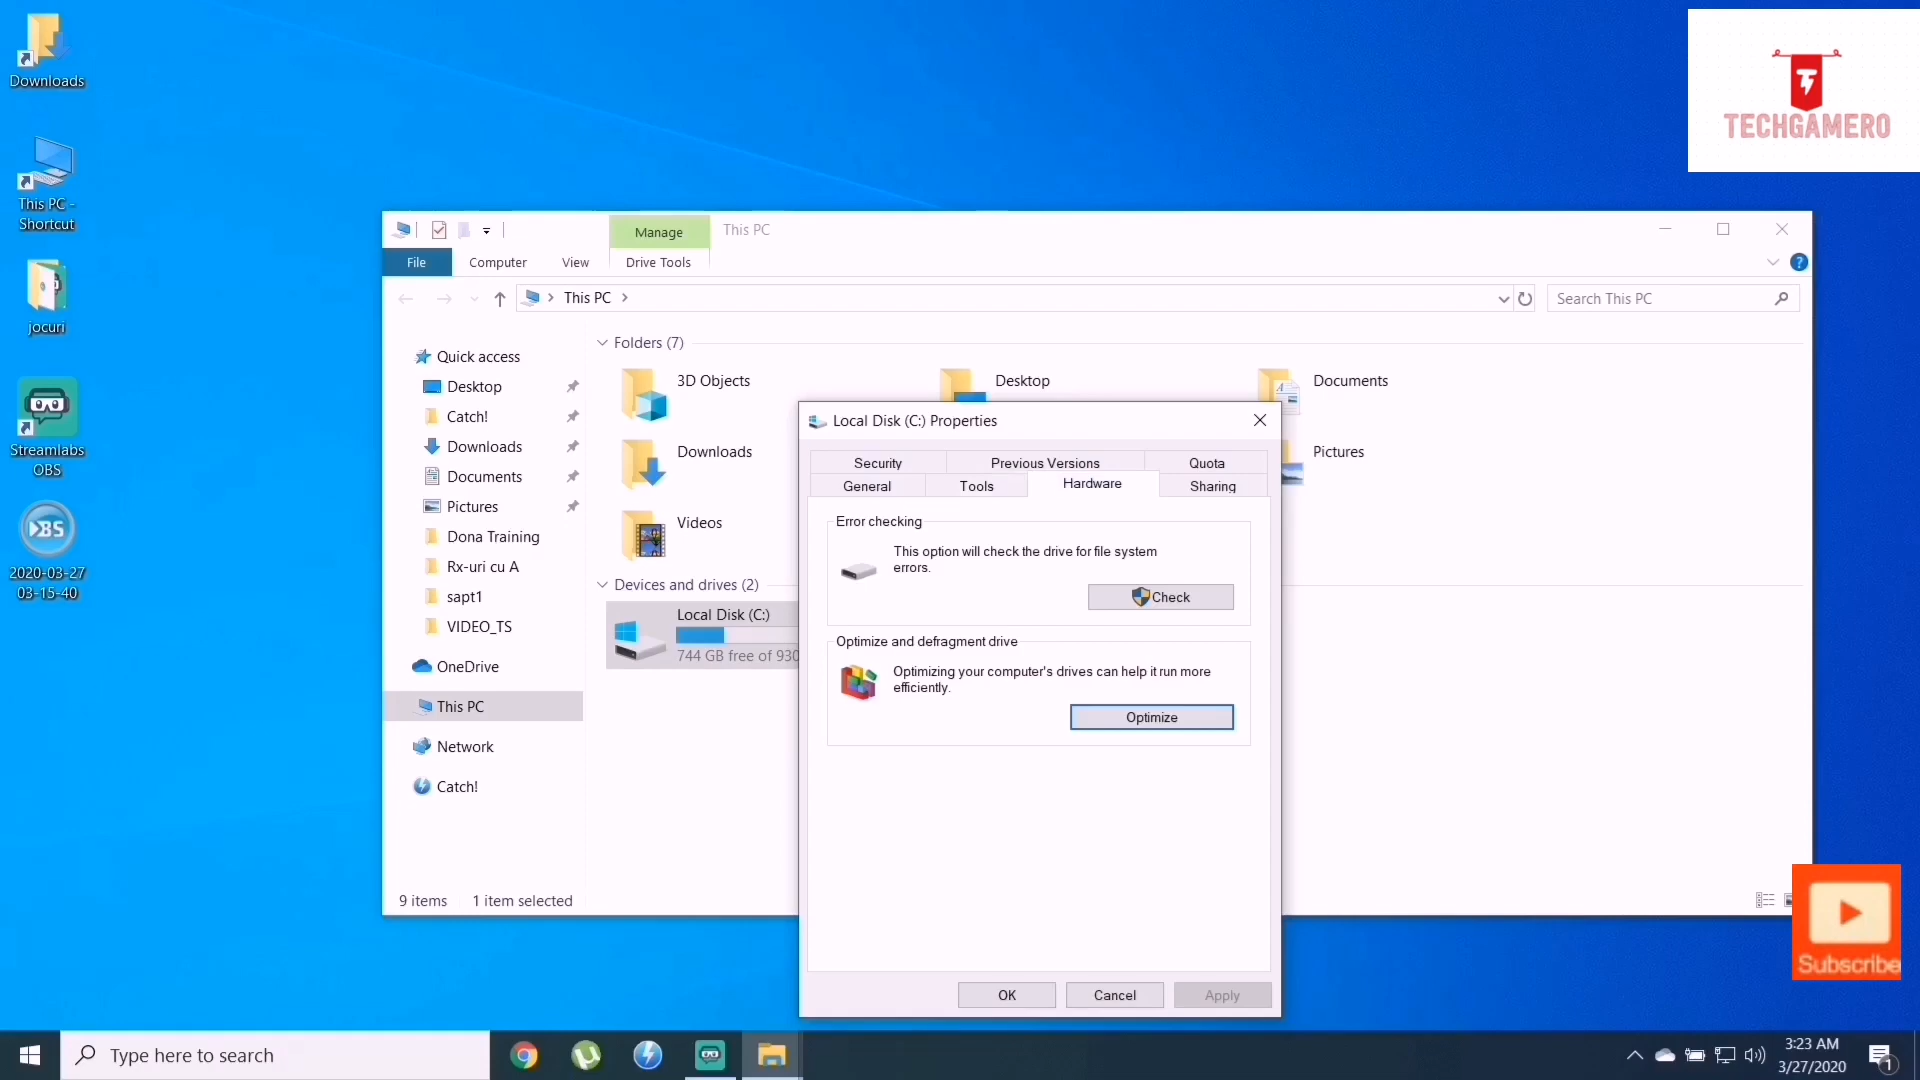 Downloads
This PC -
Shortcut
jocuri
Streamlabs
OBS
2020-03-27
03-15-40
TECHGAMERO
Manage
This PC
File
Computer
View
Drive Tools
This PC
Search This PC
Quick access
Desktop
Catch!
Downloads
Documents
Pictures
Dona Training
Rx-uri cu A
sapt1
VIDEO_TS
OneDrive
This PC
Network
Catch!
Folders (7)
3D Objects
Desktop
Documents
Downloads
Pictures
Videos
Devices and drives (2)
Local Disk (C:)
744 GB free of 930
9 items
1 item selected
Local Disk (C:) Properties
Security
Previous Versions
Quota
General
Tools
Hardware
Sharing
Error checking
This option will check the drive for file system
errors.
Check
Optimize and defragment drive
Optimizing your computer's drives can help it run more
efficiently.
Optimize
OK
Cancel
Apply
Subscribe
Type here to search
3:23 AM
3/27/2020
1